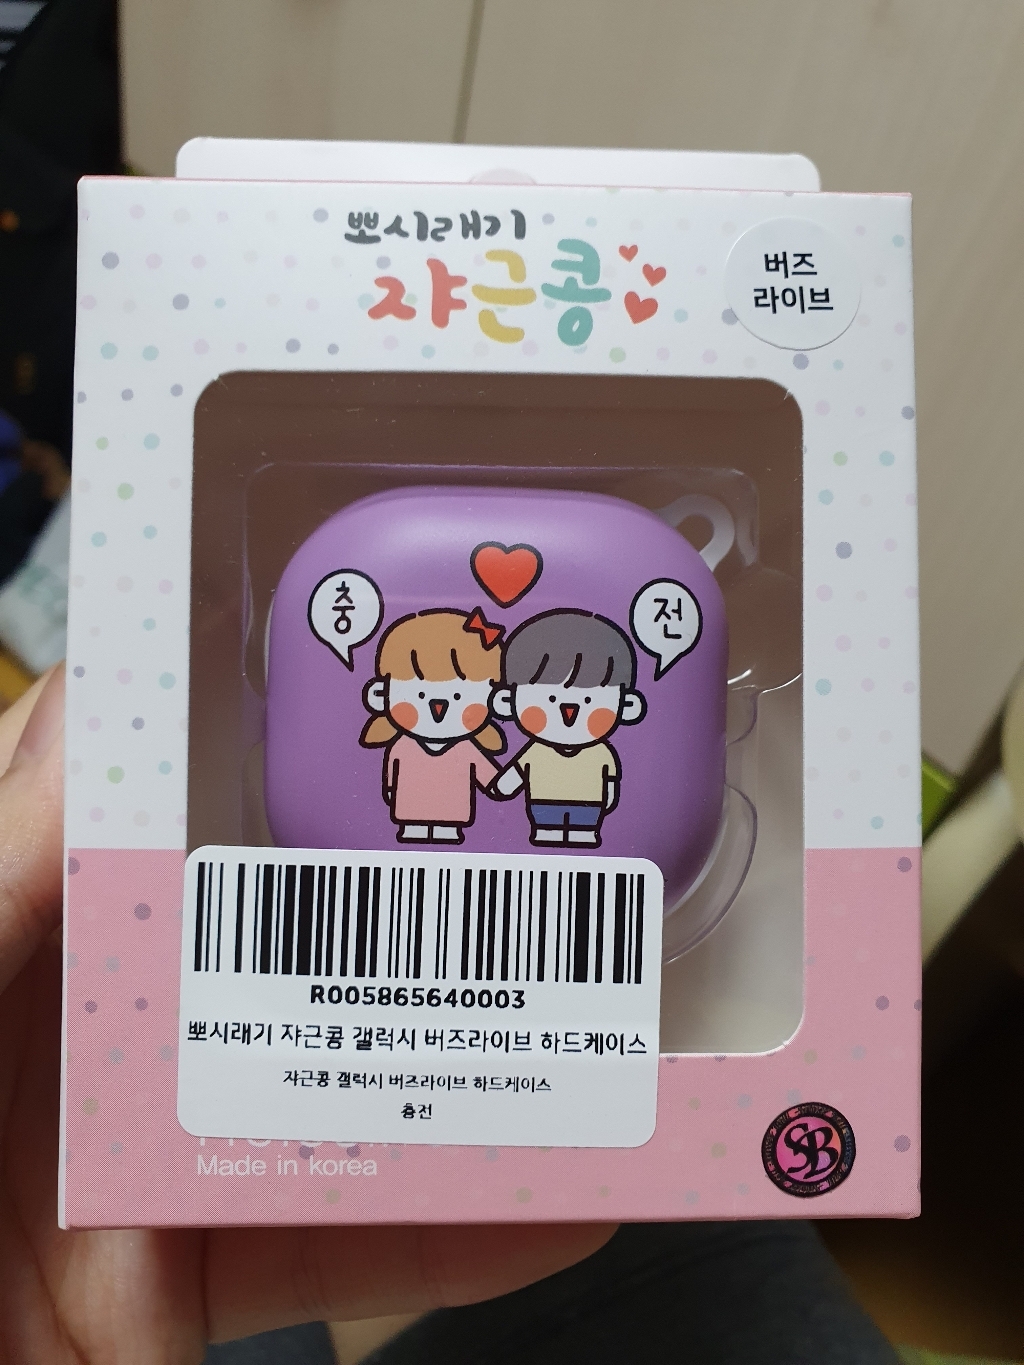 뽀시래기
쟈근콩
버즈
라이브
충
전
R005865640003
뽀시래기 쟈근콩 갤럭시 버즈라이브 하드케이스
쟈근콩 갤럭시 버즈라이브 하드케이스
충전
Made in korea
SB